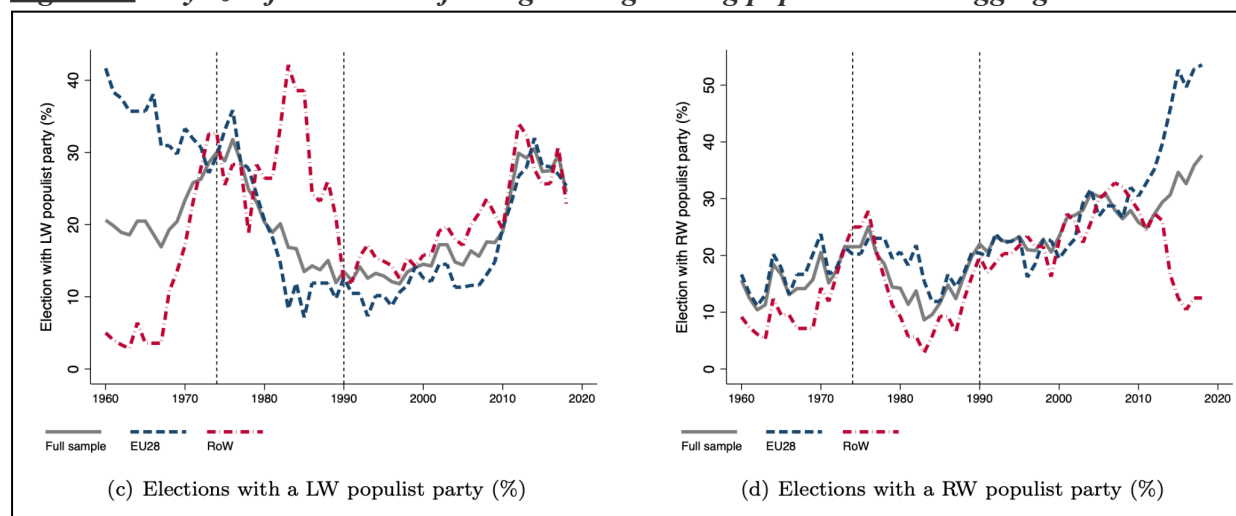 Election with LW populist party (%)
40
30
20
10
0
1960 1970 1980 1990 2000 2010 2020
Full sample EU28 RoW
(c) Elections with a LW populist party (%)
Election with RW populist party (%)
50
40
30
20
10
0
1960 1970 1980 1990 2000 2010 2020
Full sample EU28 RoW
(d) Elections with a RW populist party (%)